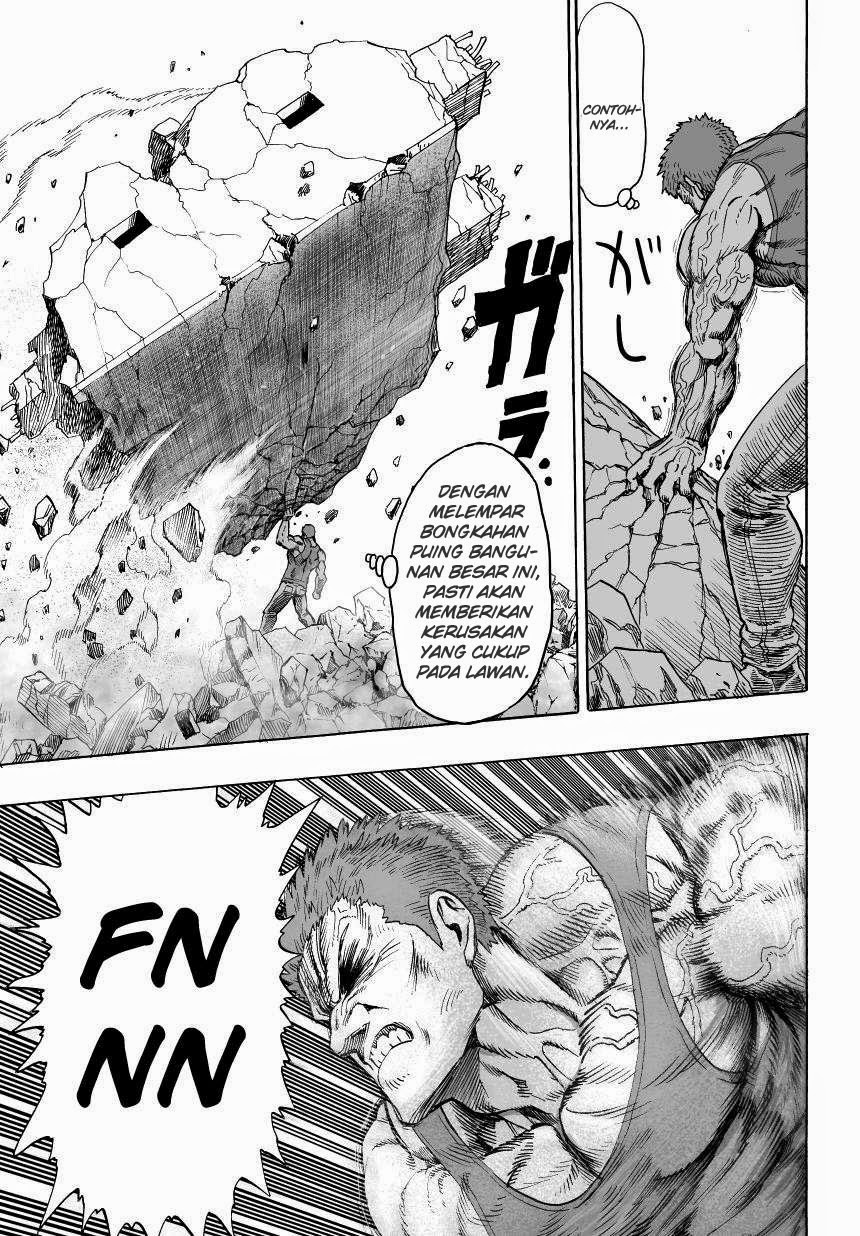 CONTOH-
NYA...
がし
ガラ...
DENGAN
MELEMPAR
BONGKAHAN
PUING BANGU-
NAN BESAR INI,
PASTI AKAN
MEMBERIKAN
KERUSAKAN
YANG CUKUP
PADA LAWAN.
FN
NN